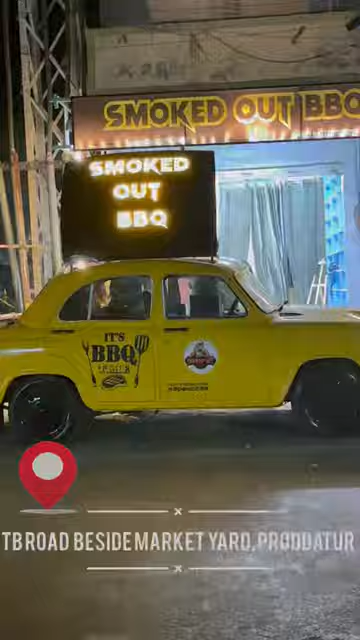 SMOKED OUT BBQ
SMOKED
OUT
BBQ
IT'S
BBQ
TIME
TB ROAD BESIDE MARKET YARD, PRODDATUR